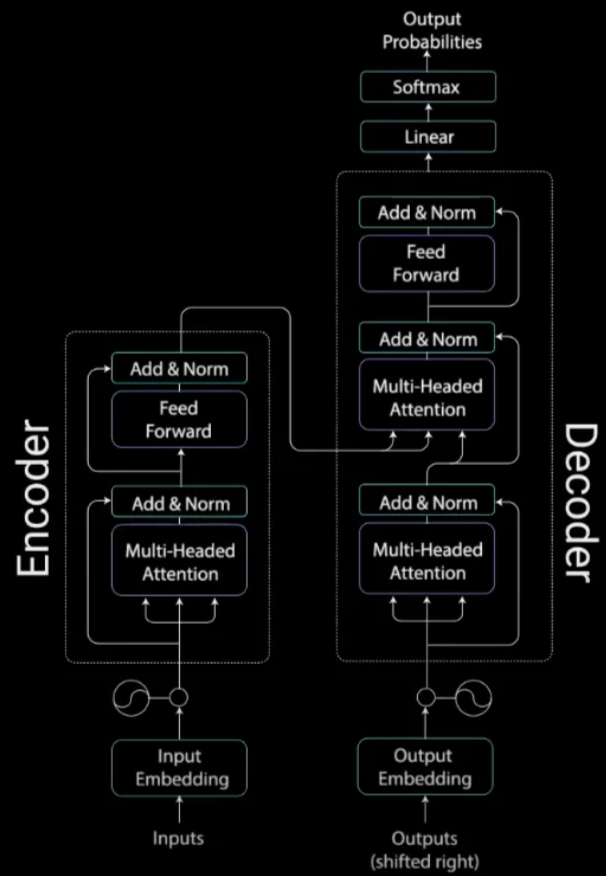 Output
Probabilities
Softmax
Linear
Add & Norm
Feed
Forward
Add & Norm
Multi-Headed
Attention
Add & Norm
Multi-Headed
Attention
Decoder
Output
Embedding
Outputs
(shifted right)
Encoder
Add & Norm
Feed
Forward
Add & Norm
Multi-Headed
Attention
Input
Embedding
Inputs